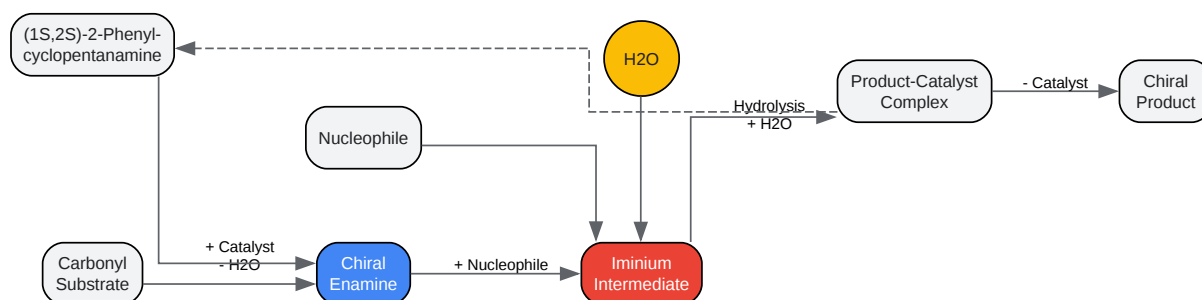 (1S,2S)-2-Phenyl-
cyclopentanamine
H2O
Product-Catalyst
Complex
- Catalyst
Chiral
Product
Hydrolysis
+ H2O
Nucleophile
+ Catalyst
- H2O
Carbonyl
Substrate
Chiral
Enamine
+ Nucleophile
Iminium
Intermediate